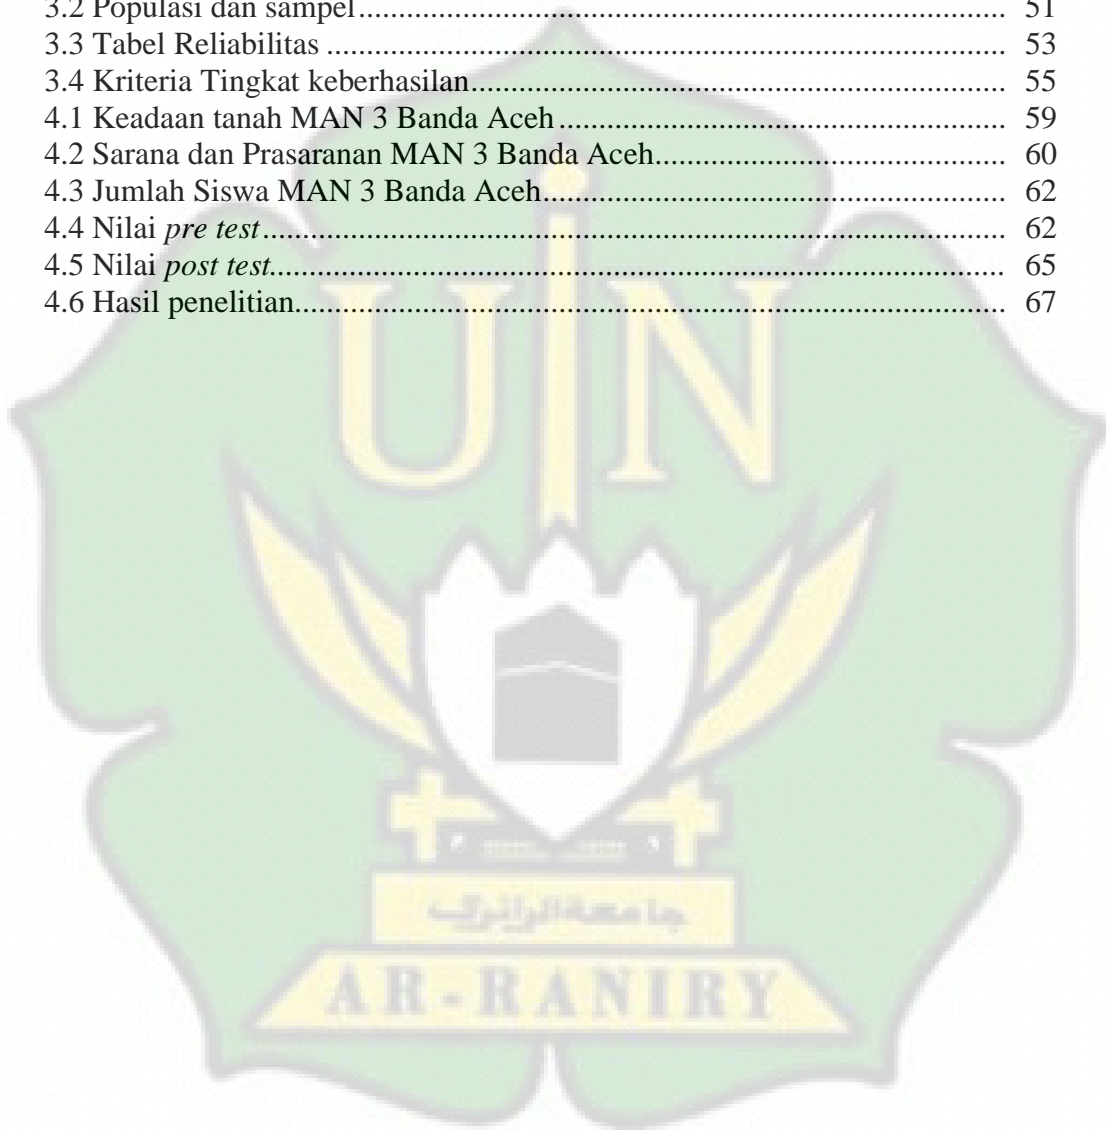 3.2 Populasi dan sampel.................................................................................. 51
3.3 Tabel Reliabilitas ...................................................................................... 53
3.4 Kriteria Tingkat keberhasilan.................................................................... 55
4.1 Keadaan tanah MAN 3 Banda Aceh ......................................................... 59
4.2 Sarana dan Prasaranan MAN 3 Banda Aceh............................................. 60
4.3 Jumlah Siswa MAN 3 Banda Aceh........................................................... 62
4.4 Nilai pre test.............................................................................................. 62
4.5 Nilai post test............................................................................................. 65
4.6 Hasil penelitian.......................................................................................... 67
UIN
جامعة الرانري
AR-RANIRY